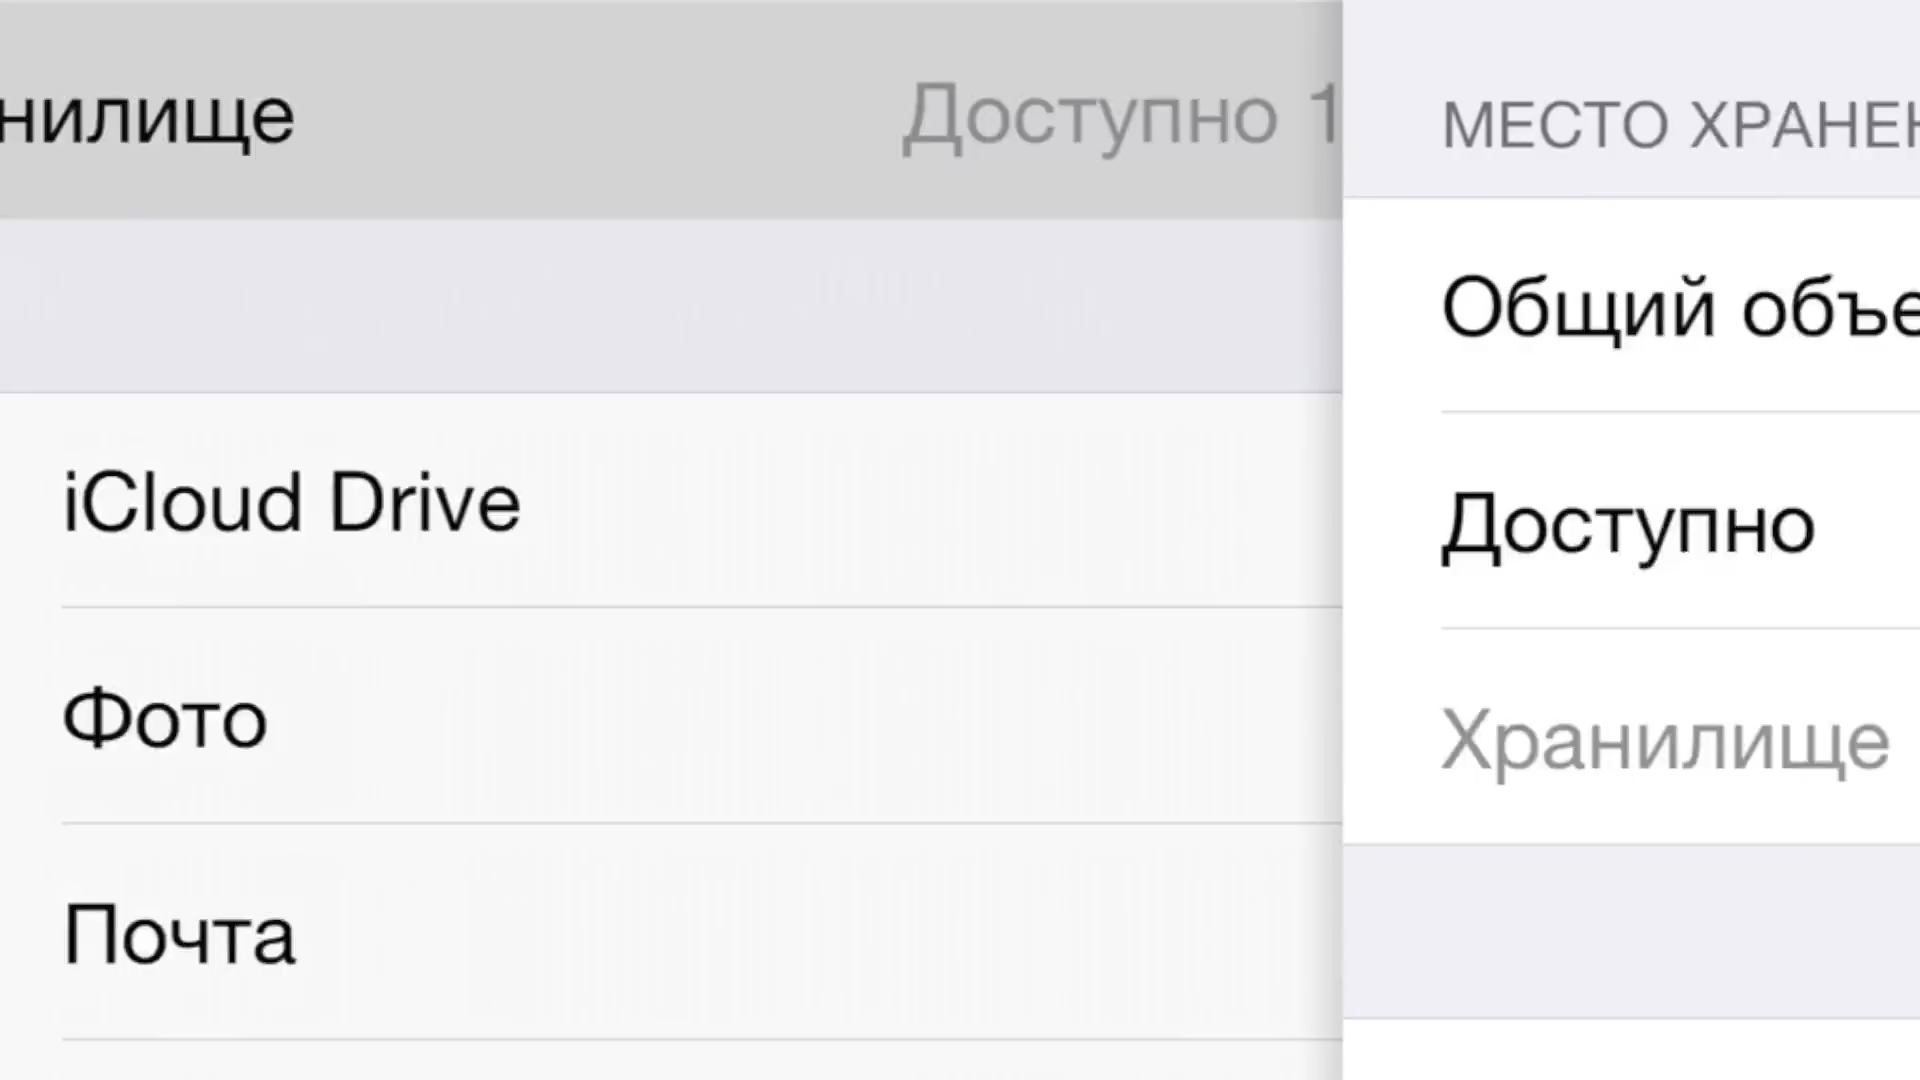 нилище
Доступно 1
iCloud Drive
Фото
Почта
МЕСТО ХРАНЕН
Общий объе
Доступно
Хранилище